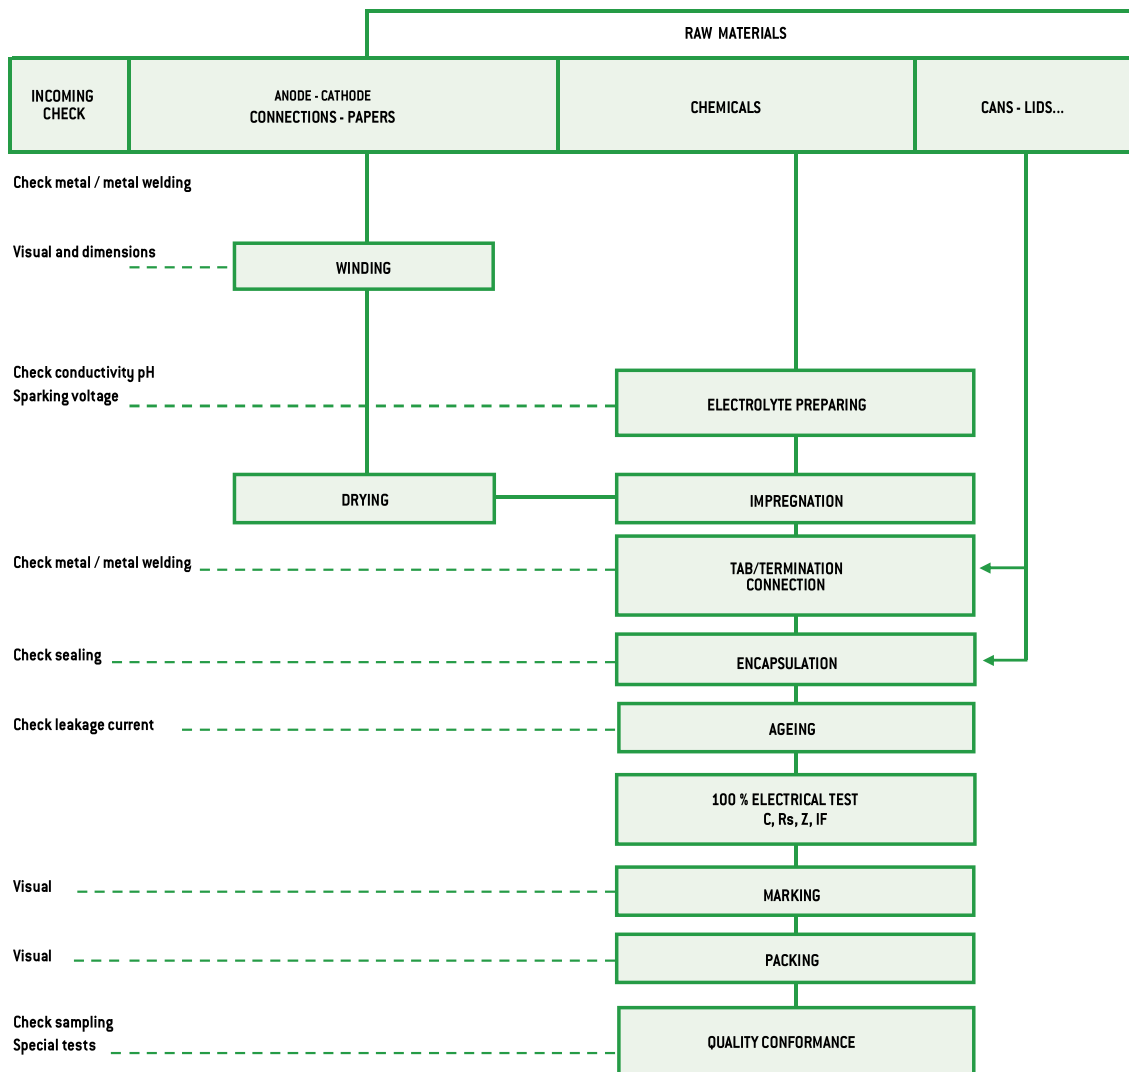 RAW MATERIALS
INCOMING
CHECK
ANODE - CATHODE
CONNECTIONS - PAPERS
CHEMICALS
CANS - LIDS...
Check metal / metal welding
Visual and dimensions
WINDING
Check conductivity pH
Sparking voltage
ELECTROLYTE PREPARING
DRYING
IMPREGNATION
Check metal / metal welding
TAB/TERMINATION
CONNECTION
Check sealing
ENCAPSULATION
Check leakage current
AGEING
100 % ELECTRICAL TEST
C, Rs, Z, IF
Visual
MARKING
Visual
PACKING
Check sampling
Special tests
QUALITY CONFORMANCE